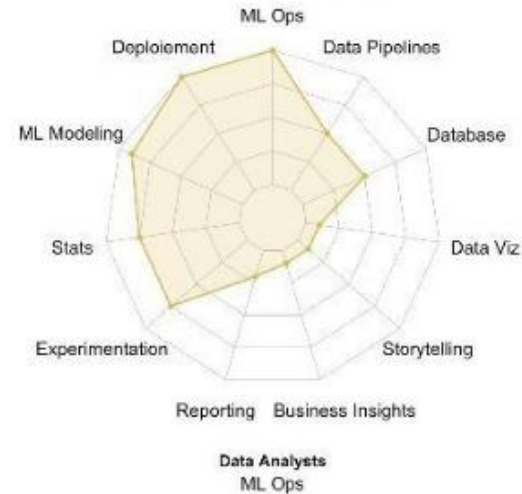 ML Ops
Deploiement
Data Pipelines
ML Modeling
Database
Stats
Data Viz
Experimentation
Storytelling
Reporting
Business Insights
Data Analysts
ML Ops